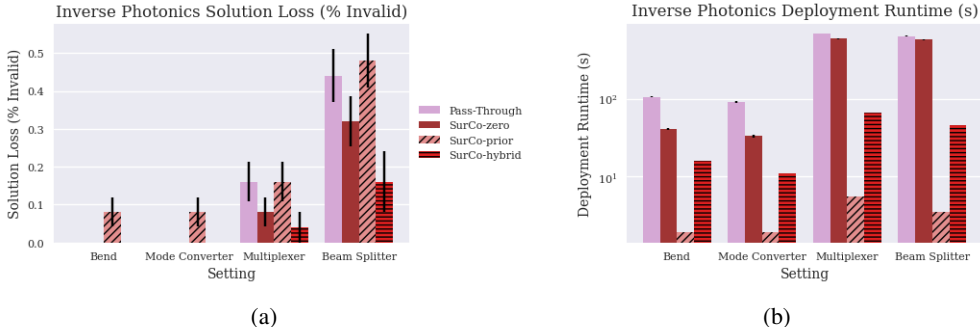 Inverse Photonics Solution Loss (% Invalid)
Solution Loss (% Invalid)
0.5
0.4
0.3
0.2
0.1
0.0
Bend
Mode Converter
Multiplexer
Beam Splitter
Setting
Pass-Through
SurCo-zero
SurCo-prior
SurCo-hybrid
(a)
Inverse Photonics Deployment Runtime (s)
Deployment Runtime (s)
10²
10¹
Bend
Mode Converter
Multiplexer
Beam Splitter
Setting
(b)